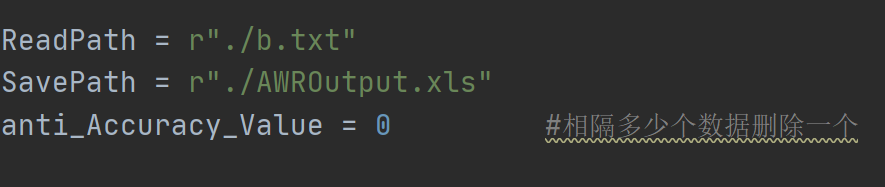 ReadPath = r"./b.txt"
SavePath = r"./AWROutput.xls"
anti_Accuracy_Value = 0 #相隔多少个数据删除一个